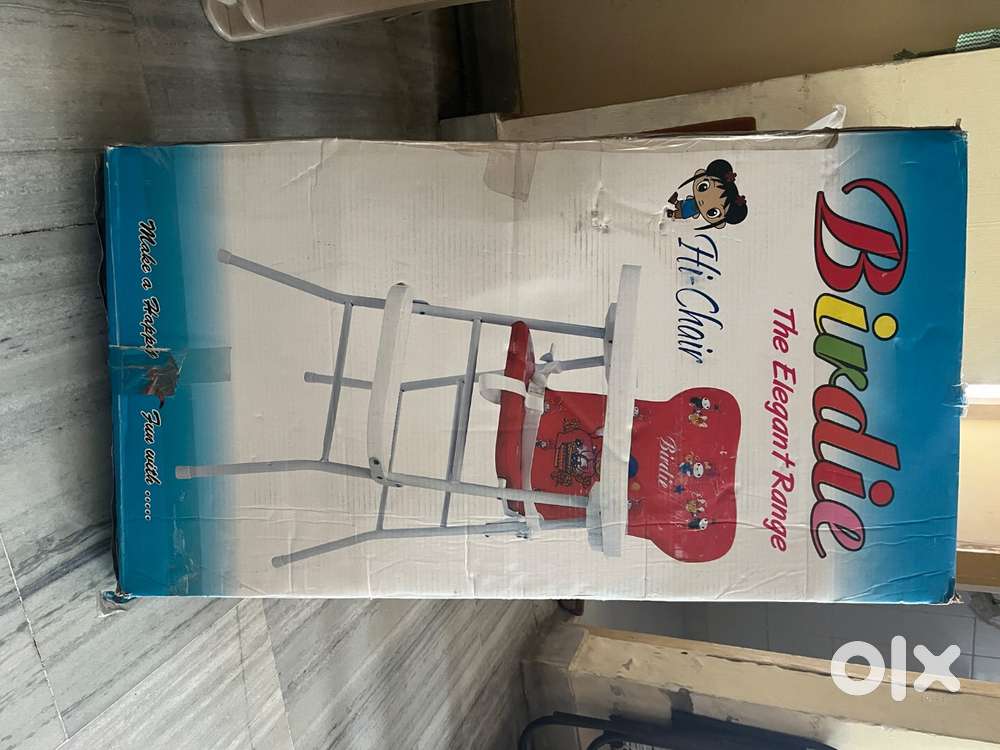 Birdie
The Elegant Range
Hi-Chair
Birdie
Make a Happy Fun with .....
olx